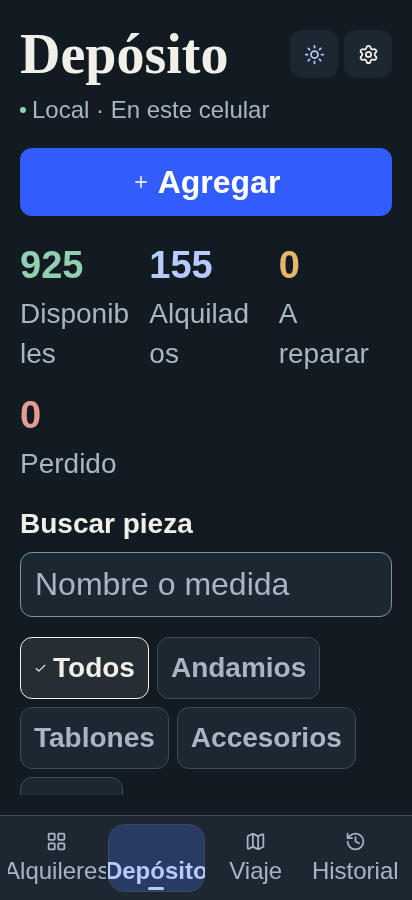 Depósito
Local · En este celular
+ Agregar
925 155 0
Disponib Alquilad A
les os reparar
0
Perdido
Buscar pieza
Nombre o medida
Todos Andamios
Tablones Accesorios
Alquileres Depósito Viaje Historial